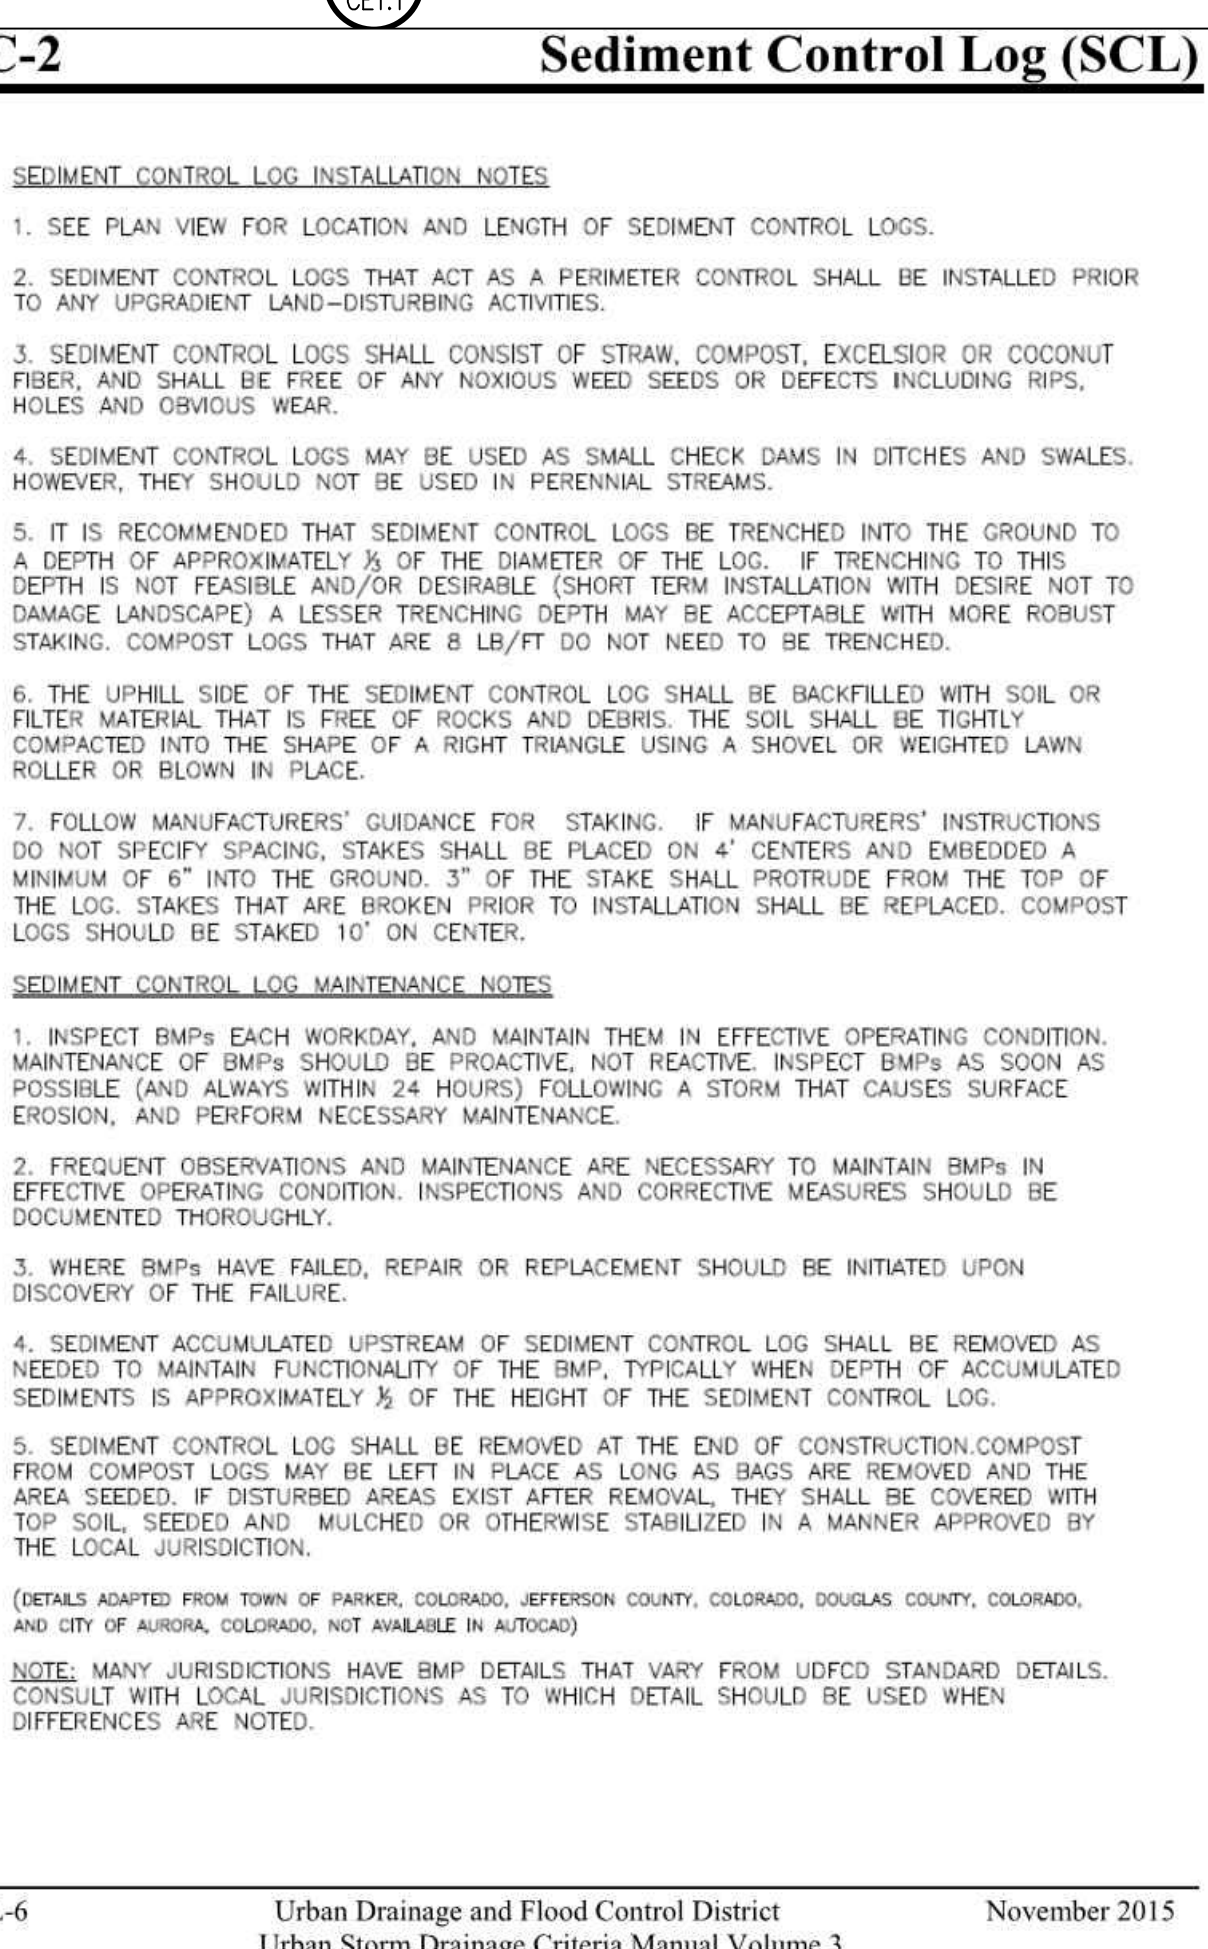 CET.1
C-2 Sediment Control Log (SCL)
SEDIMENT CONTROL LOG INSTALLATION NOTES
1. SEE PLAN VIEW FOR LOCATION AND LENGTH OF SEDIMENT CONTROL LOGS.
2. SEDIMENT CONTROL LOGS THAT ACT AS A PERIMETER CONTROL SHALL BE INSTALLED PRIOR
TO ANY UPGRADIENT LAND-DISTURBING ACTIVITIES.
3. SEDIMENT CONTROL LOGS SHALL CONSIST OF STRAW, COMPOST, EXCELSIOR OR COCONUT
FIBER, AND SHALL BE FREE OF ANY NOXIOUS WEED SEEDS OR DEFECTS INCLUDING RIPS,
HOLES AND OBVIOUS WEAR.
4. SEDIMENT CONTROL LOGS MAY BE USED AS SMALL CHECK DAMS IN DITCHES AND SWALES.
HOWEVER, THEY SHOULD NOT BE USED IN PERENNIAL STREAMS.
5. IT IS RECOMMENDED THAT SEDIMENT CONTROL LOGS BE TRENCHED INTO THE GROUND TO
A DEPTH OF APPROXIMATELY ⅓ OF THE DIAMETER OF THE LOG. IF TRENCHING TO THIS
DEPTH IS NOT FEASIBLE AND/OR DESIRABLE (SHORT TERM INSTALLATION WITH DESIRE NOT TO
DAMAGE LANDSCAPE) A LESSER TRENCHING DEPTH MAY BE ACCEPTABLE WITH MORE ROBUST
STAKING. COMPOST LOGS THAT ARE 8 LB/FT DO NOT NEED TO BE TRENCHED.
6. THE UPHILL SIDE OF THE SEDIMENT CONTROL LOG SHALL BE BACKFILLED WITH SOIL OR
FILTER MATERIAL THAT IS FREE OF ROCKS AND DEBRIS. THE SOIL SHALL BE TIGHTLY
COMPACTED INTO THE SHAPE OF A RIGHT TRIANGLE USING A SHOVEL OR WEIGHTED LAWN
ROLLER OR BLOWN IN PLACE.
7. FOLLOW MANUFACTURERS' GUIDANCE FOR STAKING. IF MANUFACTURERS' INSTRUCTIONS
DO NOT SPECIFY SPACING, STAKES SHALL BE PLACED ON 4' CENTERS AND EMBEDDED A
MINIMUM OF 6" INTO THE GROUND. 3" OF THE STAKE SHALL PROTRUDE FROM THE TOP OF
THE LOG. STAKES THAT ARE BROKEN PRIOR TO INSTALLATION SHALL BE REPLACED. COMPOST
LOGS SHOULD BE STAKED 10' ON CENTER.
SEDIMENT CONTROL LOG MAINTENANCE NOTES
1. INSPECT BMPs EACH WORKDAY, AND MAINTAIN THEM IN EFFECTIVE OPERATING CONDITION.
MAINTENANCE OF BMPs SHOULD BE PROACTIVE, NOT REACTIVE. INSPECT BMPs AS SOON AS
POSSIBLE (AND ALWAYS WITHIN 24 HOURS) FOLLOWING A STORM THAT CAUSES SURFACE
EROSION, AND PERFORM NECESSARY MAINTENANCE.
2. FREQUENT OBSERVATIONS AND MAINTENANCE ARE NECESSARY TO MAINTAIN BMPs IN
EFFECTIVE OPERATING CONDITION. INSPECTIONS AND CORRECTIVE MEASURES SHOULD BE
DOCUMENTED THOROUGHLY.
3. WHERE BMPs HAVE FAILED, REPAIR OR REPLACEMENT SHOULD BE INITIATED UPON
DISCOVERY OF THE FAILURE.
4. SEDIMENT ACCUMULATED UPSTREAM OF SEDIMENT CONTROL LOG SHALL BE REMOVED AS
NEEDED TO MAINTAIN FUNCTIONALITY OF THE BMP, TYPICALLY WHEN DEPTH OF ACCUMULATED
SEDIMENTS IS APPROXIMATELY ½ OF THE HEIGHT OF THE SEDIMENT CONTROL LOG.
5. SEDIMENT CONTROL LOG SHALL BE REMOVED AT THE END OF CONSTRUCTION.COMPOST
FROM COMPOST LOGS MAY BE LEFT IN PLACE AS LONG AS BAGS ARE REMOVED AND THE
AREA SEEDED. IF DISTURBED AREAS EXIST AFTER REMOVAL, THEY SHALL BE COVERED WITH
TOP SOIL, SEEDED AND MULCHED OR OTHERWISE STABILIZED IN A MANNER APPROVED BY
THE LOCAL JURISDICTION.
(DETAILS ADAPTED FROM TOWN OF PARKER, COLORADO, JEFFERSON COUNTY, COLORADO, DOUGLAS COUNTY, COLORADO,
AND CITY OF AURORA, COLORADO, NOT AVAILABLE IN AUTOCAD)
NOTE: MANY JURISDICTIONS HAVE BMP DETAILS THAT VARY FROM UDFCD STANDARD DETAILS.
CONSULT WITH LOCAL JURISDICTIONS AS TO WHICH DETAIL SHOULD BE USED WHEN
DIFFERENCES ARE NOTED.
-6 Urban Drainage and Flood Control District November 2015
Urban Storm Drainage Criteria Manual Volume 3